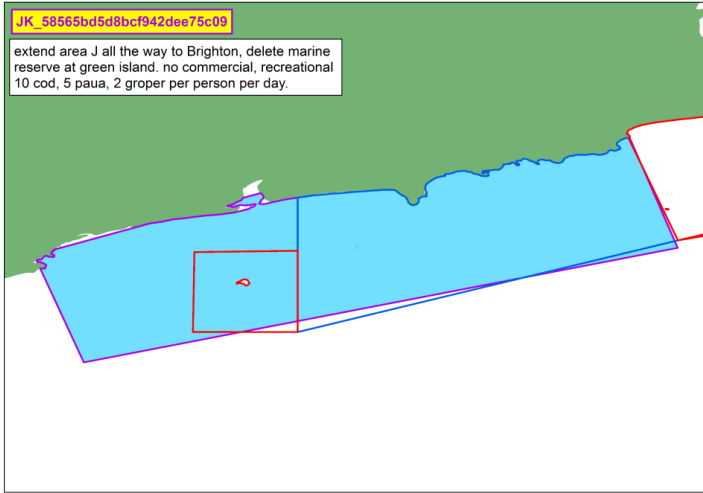 JK_58565bd5d8bcf942dee75c09
extend area J all the way to Brighton, delete marine
reserve at green island. no commercial, recreational
10 cod, 5 paua, 2 groper per person per day.